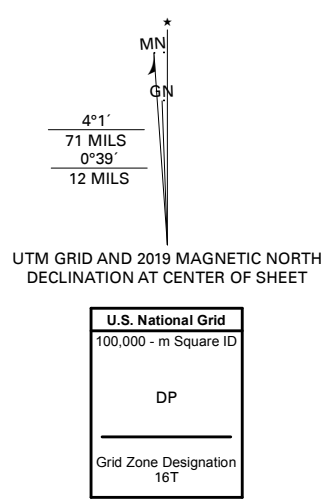 MN
GN
4°1´
71 MILS
0°39´
12 MILS
UTM GRID AND 2019 MAGNETIC NORTH
DECLINATION AT CENTER OF SHEET
U.S. National Grid
100,000 - m Square ID
DP
Grid Zone Designation
16T